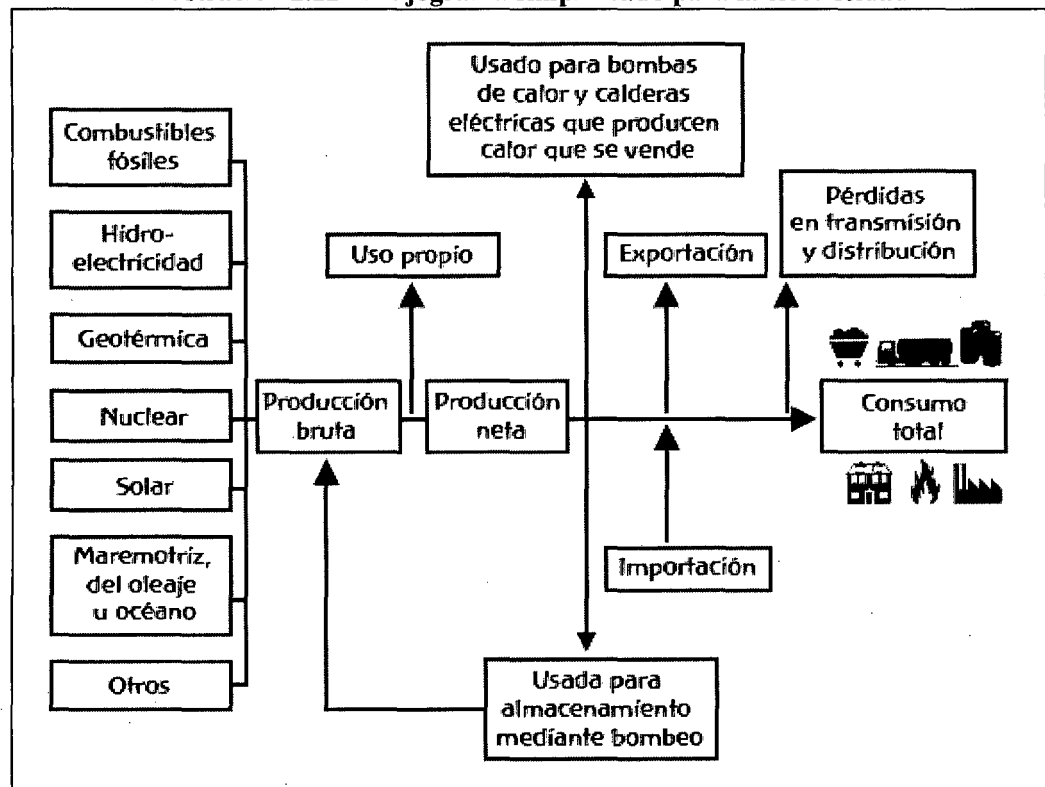 Usado para bombas
de calor y calderas
eléctricas que producen
calor que se vende
Combustibles
fósiles
Hidro-
electricidad
Geotérmica
Nuclear
Solar
Maremotriz,
del oleaje
u océano
Otros
Uso propio
Exportación
Pérdidas
en transmisión
y distribución
Producción
bruta
Producción
neta
Consumo
total
Importación
Usada para
almacenamiento
mediante bombeo